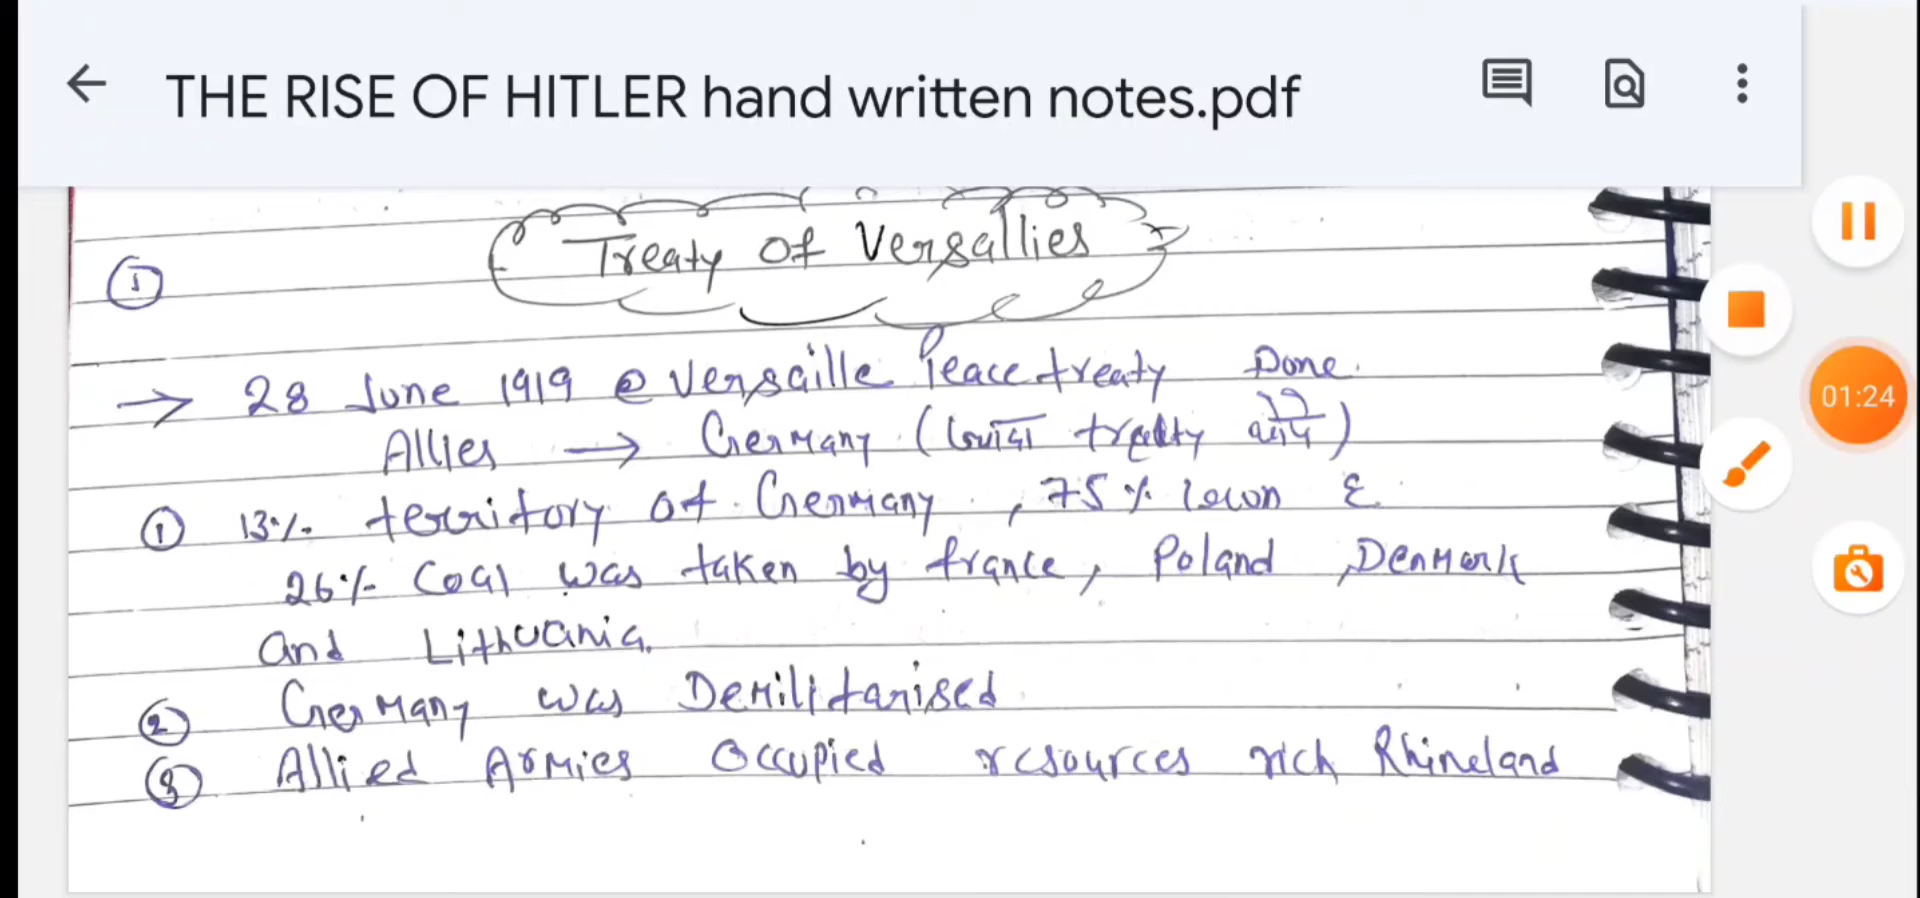 THE RISE OF HITLER hand written notes.pdf
Treaty of Versallies
①
→ 28 June 1919 @ Versaille Peace treaty Done.
Allies → Germany ( treaty )
① 13% territory of Germany, 75% Iron &
26% Coal was taken by france, Poland, Denmark
and Lithuania.
② Germany was Demilitarised
③ Allied Armies Occupied resources rich Rhineland
01:24